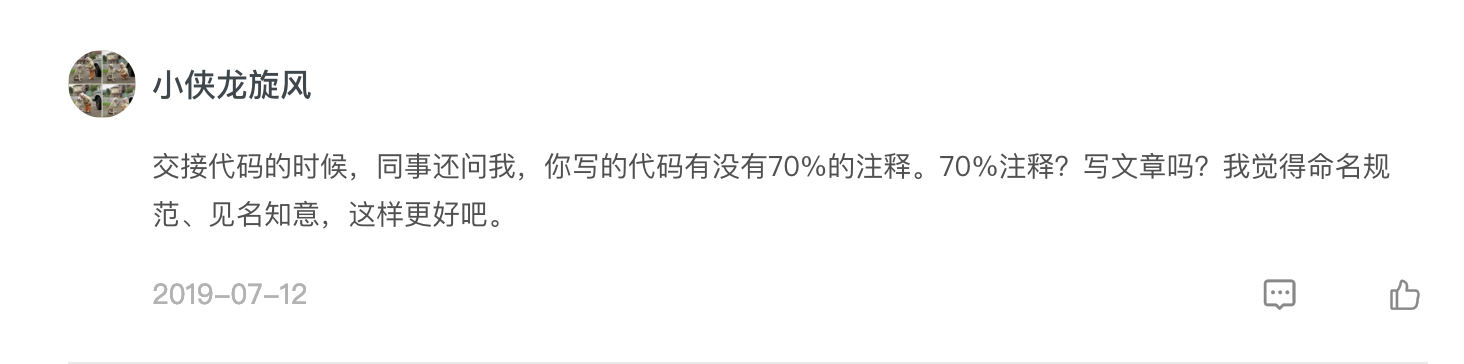 小侠龙旋风
交接代码的时候，同事还问我，你写的代码有没有70%的注释。70%注释？写文章吗？我觉得命名规
范、见名知意，这样更好吧。
2019-07-12